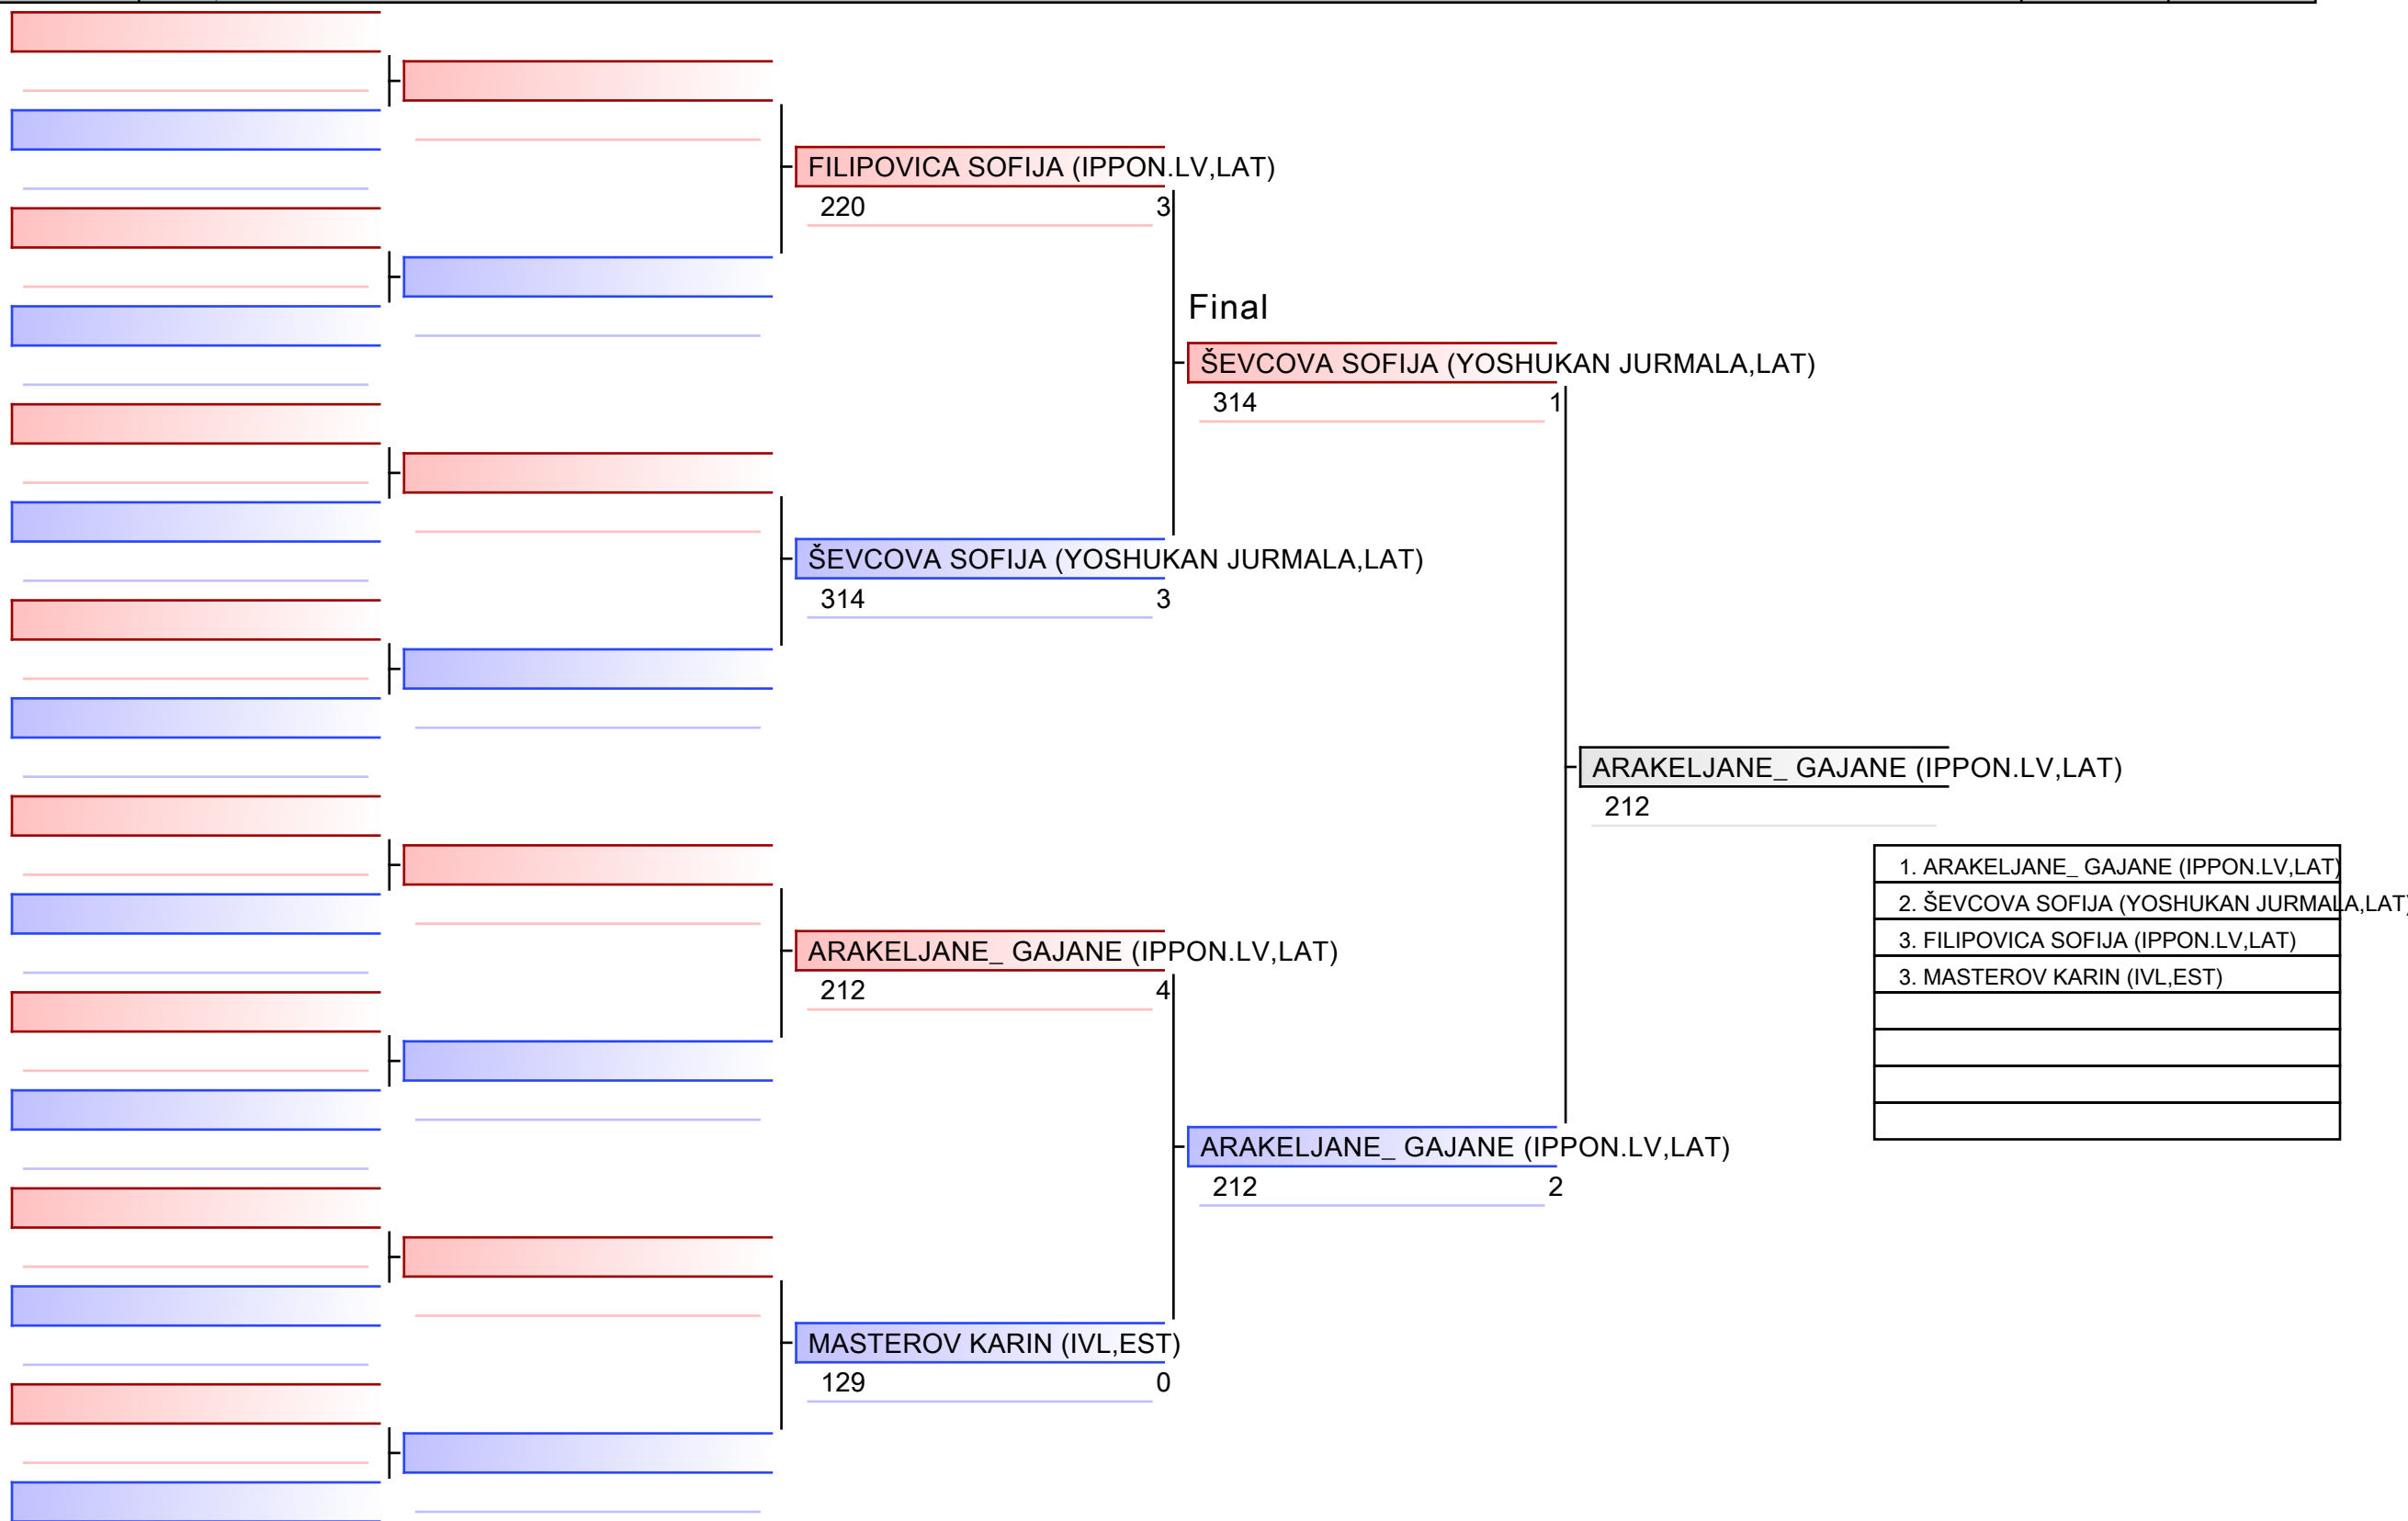 FILIPOVICA SOFIJA (IPPON.LV,LAT)
220 3
Final
ŠEVCOVA SOFIJA (YOSHUKAN JURMALA,LAT)
314 1
ŠEVCOVA SOFIJA (YOSHUKAN JURMALA,LAT)
314 3
ARAKELJANE_ GAJANE (IPPON.LV,LAT)
212
1. ARAKELJANE_ GAJANE (IPPON.LV,LAT)
2. ŠEVCOVA SOFIJA (YOSHUKAN JURMALA,LAT)
3. FILIPOVICA SOFIJA (IPPON.LV,LAT)
3. MASTEROV KARIN (IVL,EST)
ARAKELJANE_ GAJANE (IPPON.LV,LAT)
212 4
ARAKELJANE_ GAJANE (IPPON.LV,LAT)
212 2
MASTEROV KARIN (IVL,EST)
129 0